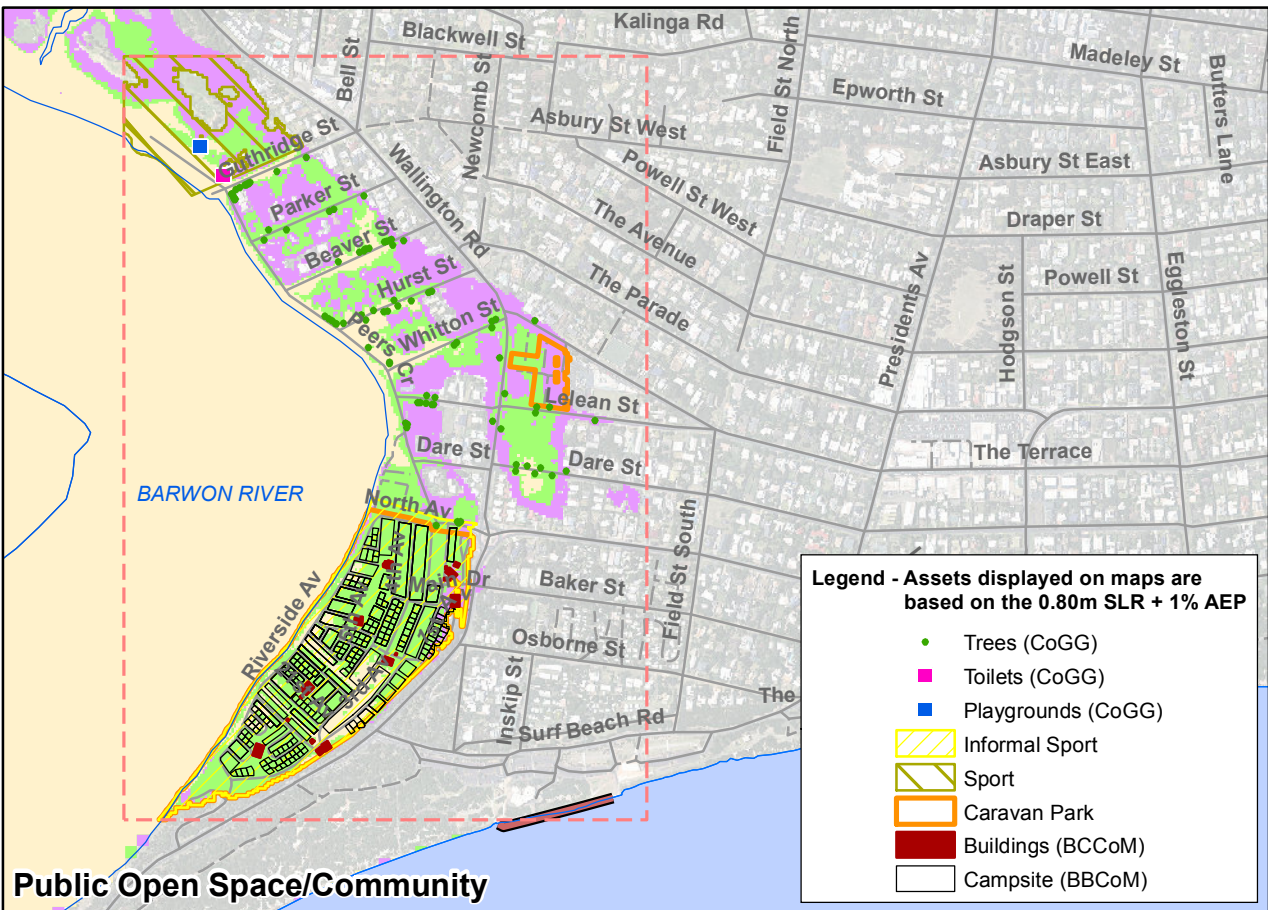 Kalinga Rd
Blackwell St
Bell St
Newcomb St
Field St North
Madeley St
Butters Lane
Epworth St
Asbury St West
Guthridge St
Wallington Rd
Powell St West
Asbury St East
Parker St
The Avenue
Draper St
Beaver St
Presidents Av
Hodgson St
Powell St
Eggleston St
Hurst St
The Parade
Peers Cr
Whitton St
Lelean St
Dare St
Dare St
The Terrace
BARWON RIVER
North Av
Field St South
Riverside Av
Main Dr
Baker St
3rd Av
Osborne St
Inskip St
Surf Beach Rd
The
Legend - Assets displayed on maps are
based on the 0.80m SLR + 1% AEP
Trees (CoGG)
Toilets (CoGG)
Playgrounds (CoGG)
Informal Sport
Sport
Caravan Park
Buildings (BCCoM)
Campsite (BBCoM)
Public Open Space/Community